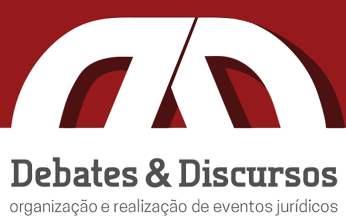 Debates & Discursos
organização e realização de eventos jurídicos